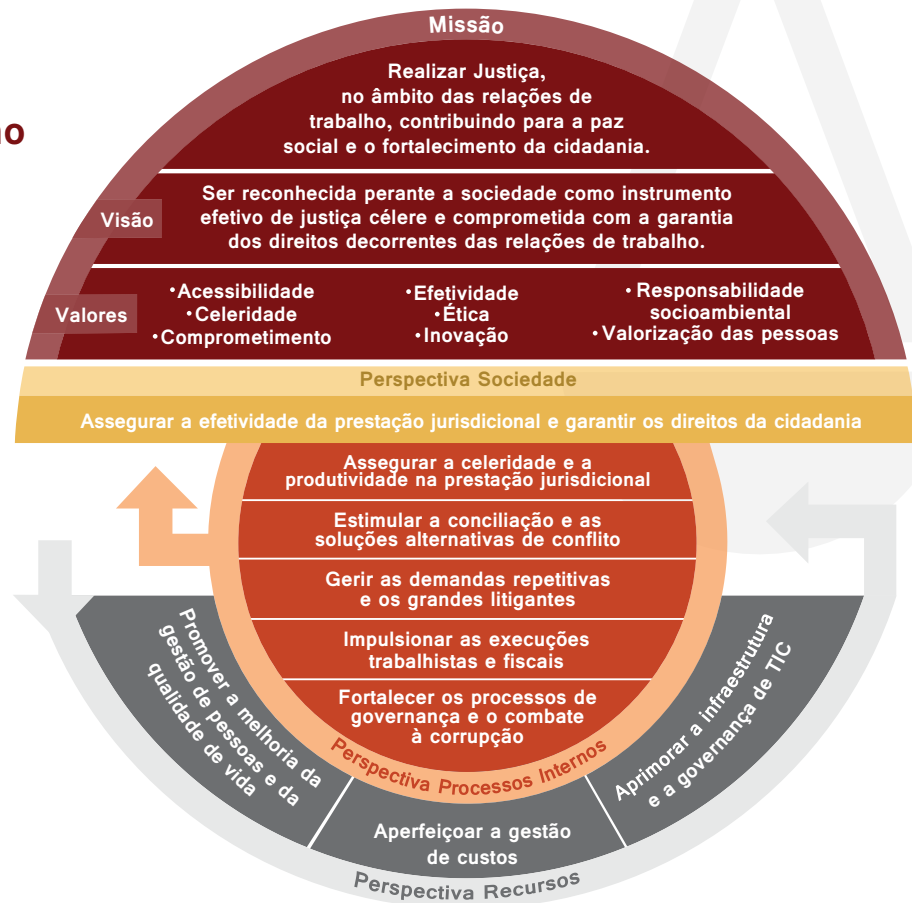 Missão
Realizar Justiça,
no âmbito das relações de
trabalho, contribuindo para a paz
social e o fortalecimento da cidadania.
Visão
Ser reconhecida perante a sociedade como instrumento
efetivo de justiça célere e comprometida com a garantia
dos direitos decorrentes das relações de trabalho.
Valores
•Acessibilidade
•Celeridade
•Comprometimento
•Efetividade
•Ética
•Inovação
• Responsabilidade
socioambiental
•Valorização das pessoas
Perspectiva Sociedade
Assegurar a efetividade da prestação jurisdicional e garantir os direitos da cidadania
Assegurar a celeridade e a
produtividade na prestação jurisdicional
Estimular a conciliação e as
soluções alternativas de conflito
Gerir as demandas repetitivas
e os grandes litigantes
Impulsionar as execuções
trabalhistas e fiscais
Fortalecer os processos de
governança e o combate
à corrupção
Perspectiva Processos Internos
Promover a melhoria da
gestão de pessoas e da
qualidade de vida
Aperfeiçoar a gestão
de custos
Aprimorar a infraestrutura
e a governança de TIC
Perspectiva Recursos